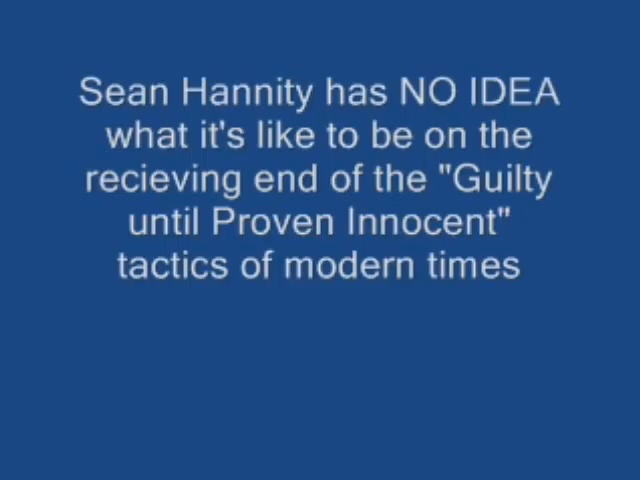 Sean Hannity has NO IDEA
what it's like to be on the
recieving end of the "Guilty
until Proven Innocent"
tactics of modern times